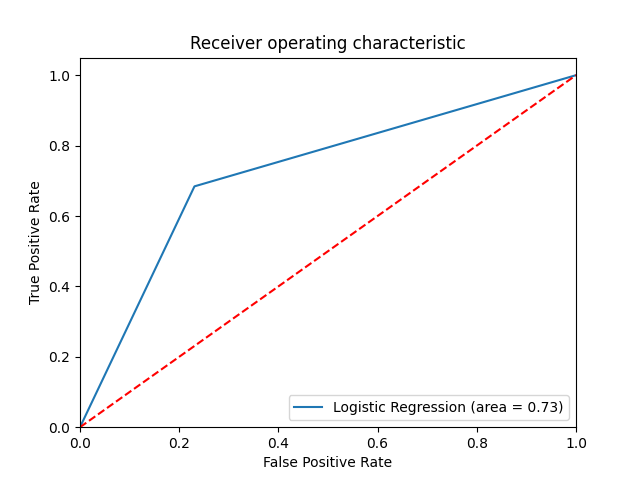 Receiver operating characteristic
True Positive Rate
1.0
0.8
0.6
0.4
0.2
0.0
Logistic Regression (area = 0.73)
0.0 0.2 0.4 0.6 0.8 1.0
False Positive Rate